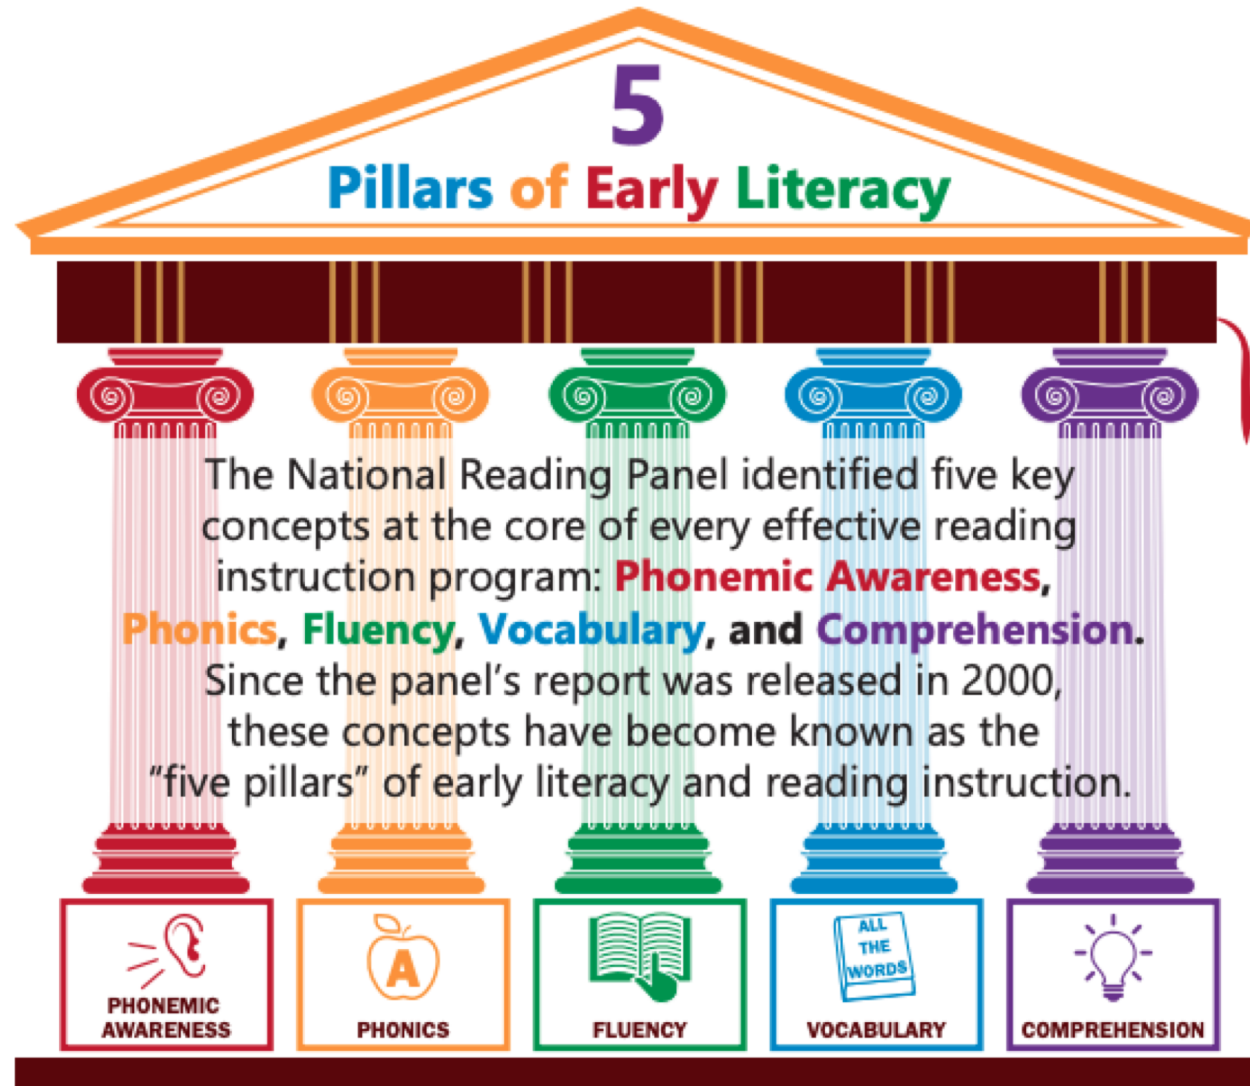 5
Pillars of Early Literacy
The National Reading Panel identified five key
concepts at the core of every effective reading
instruction program: Phonemic Awareness,
Phonics, Fluency, Vocabulary, and Comprehension.
Since the panel’s report was released in 2000,
these concepts have become known as the
“five pillars” of early literacy and reading instruction.
PHONEMIC
AWARENESS
A
PHONICS
FLUENCY
ALL
THE
WORDS
VOCABULARY
COMPREHENSION